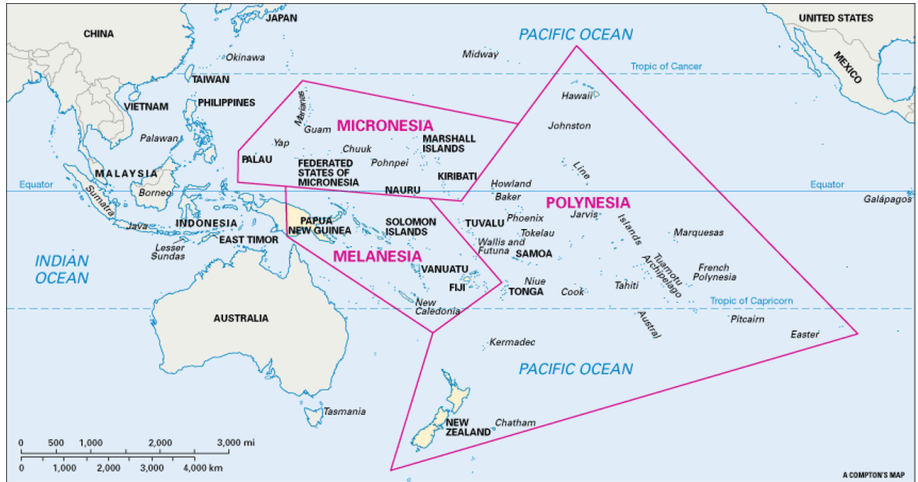 JAPAN
UNITED STATES
CHINA
PACIFIC OCEAN
Midway
Okinawa
MEXICO
Tropic of Cancer
TAIWAN
Hawaii
Marianas
VIETNAM
PHILIPPINES
Guam
MICRONESIA
Johnston
Palawan
Yap
Chuuk
MARSHALL
ISLANDS
PALAU
FEDERATED
STATES OF
MICRONESIA
Pohnpei
Line
MALAYSIA
KIRIBATI
Equator
Borneo
NAURU
Howland
Baker
Equator
Sumatra
POLYNESIA
Galápagos
Java
INDONESIA
PAPUA
NEW GUINEA
SOLOMON
ISLANDS
TUVALU
Phoenix
Jarvis
Islands
Tokelau
Marquesas
EAST TIMOR
Lesser
Sundas
MELANESIA
Wallis and
Futuna
SAMOA
INDIAN
OCEAN
VANUATU
Tuamotu
Archipelago
French
Polynesia
FIJI
Niue
TONGA
Cook
Tahiti
New
Caledonia
Tropic of Capricorn
AUSTRALIA
Austral
Pitcairn
Easter
Kermadec
PACIFIC OCEAN
Tasmania
NEW
ZEALAND
Chatham
0 500 1,000 2,000 3,000 mi
0 1,000 2,000 3,000 4,000 km
A COMPTON'S MAP